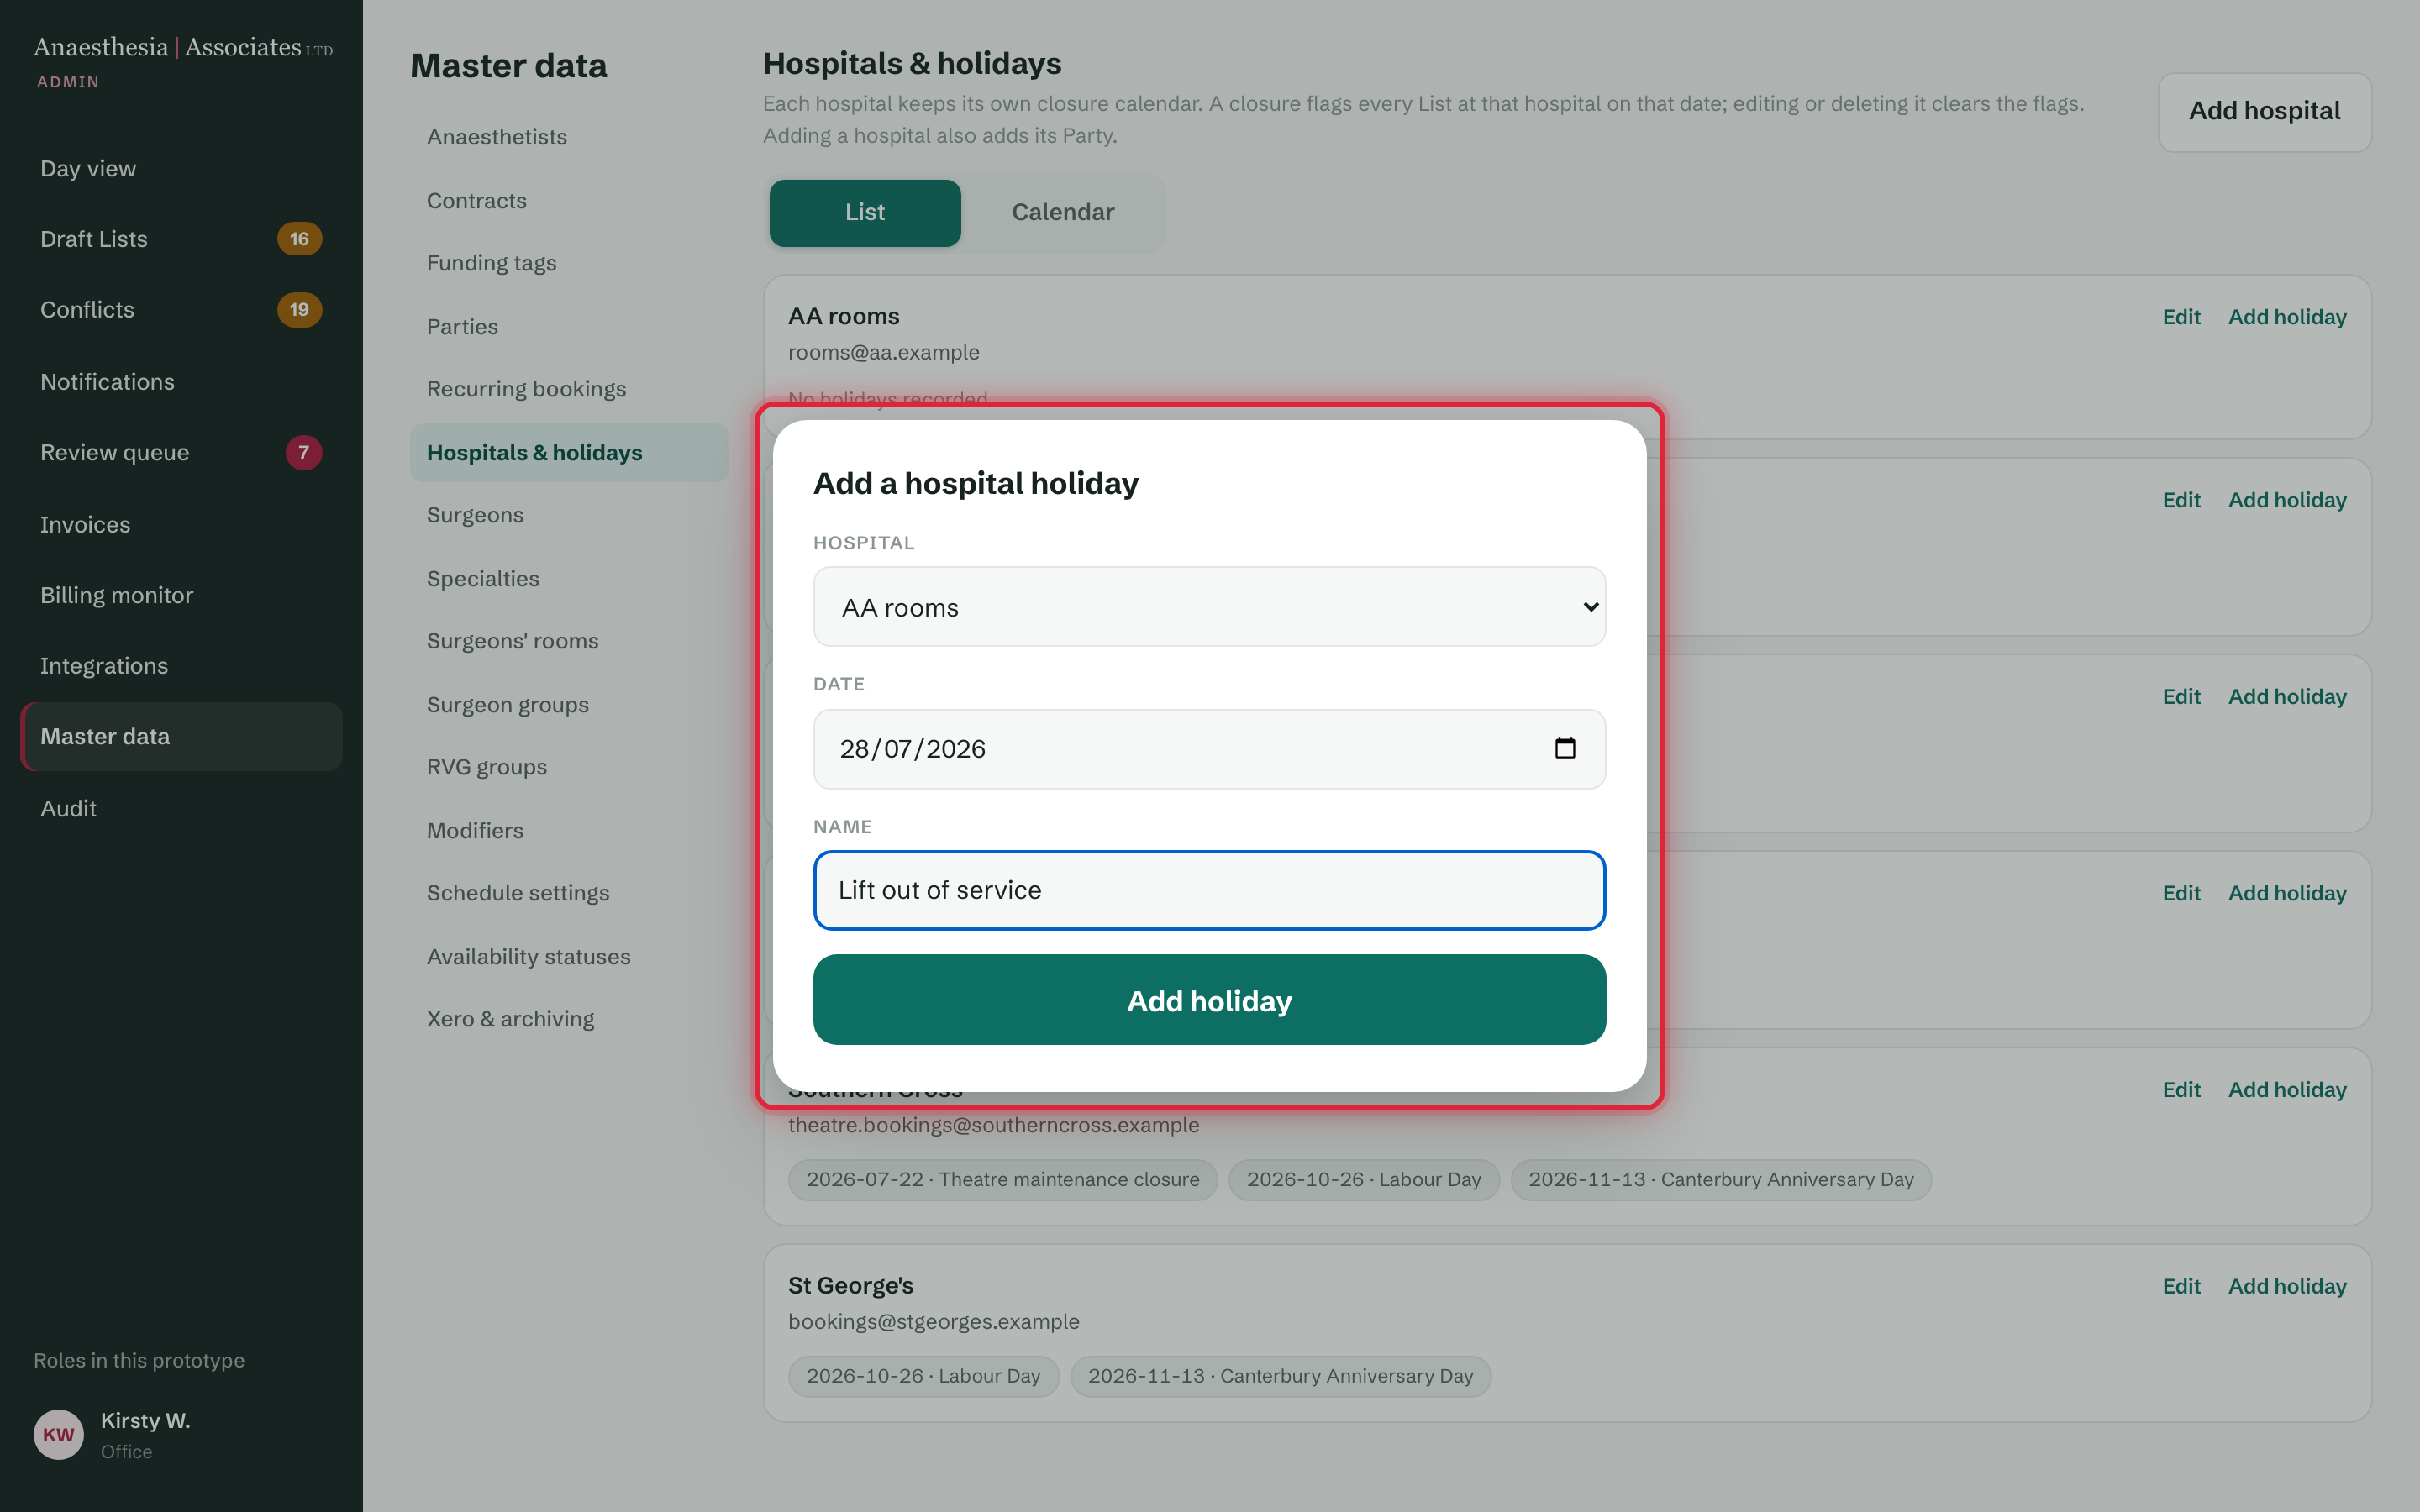 Anaesthesia | Associates LTD
ADMIN
Day view
Draft Lists 16
Conflicts 19
Notifications
Review queue 7
Invoices
Billing monitor
Integrations
Master data
Audit
Roles in this prototype
KW
Kirsty W.
Office
Master data
Anaesthetists
Contracts
Funding tags
Parties
Recurring bookings
Hospitals & holidays
Surgeons
Specialties
Surgeons' rooms
Surgeon groups
RVG groups
Modifiers
Schedule settings
Availability statuses
Xero & archiving
Hospitals & holidays
Each hospital keeps its own closure calendar. A closure flags every List at that hospital on that date; editing or deleting it clears the flags.
Adding a hospital also adds its Party.
Add hospital
List Calendar
AA rooms
Edit Add holiday
rooms@aa.example
No holidays recorded
Edit Add holiday
Edit Add holiday
Edit Add holiday
Add a hospital holiday
HOSPITAL
AA rooms
DATE
28/07/2026
NAME
Lift out of service
Add holiday
Southern Cross
Edit Add holiday
theatre.bookings@southerncross.example
2026-07-22 · Theatre maintenance closure 2026-10-26 · Labour Day 2026-11-13 · Canterbury Anniversary Day
St George's
Edit Add holiday
bookings@stgeorges.example
2026-10-26 · Labour Day 2026-11-13 · Canterbury Anniversary Day